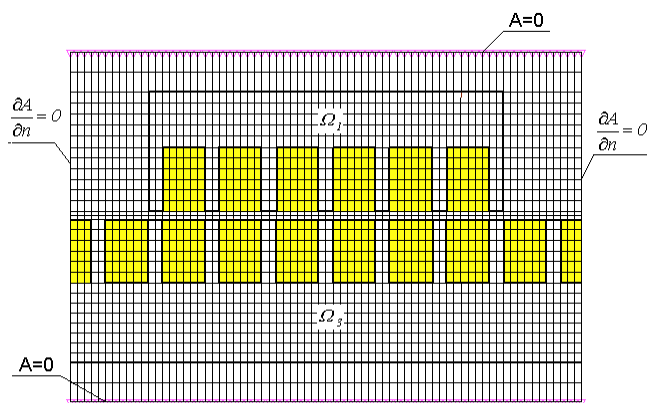 A=0
∂A/∂n = 0
∂A/∂n = 0
Ω₁
Ω₃
A=0